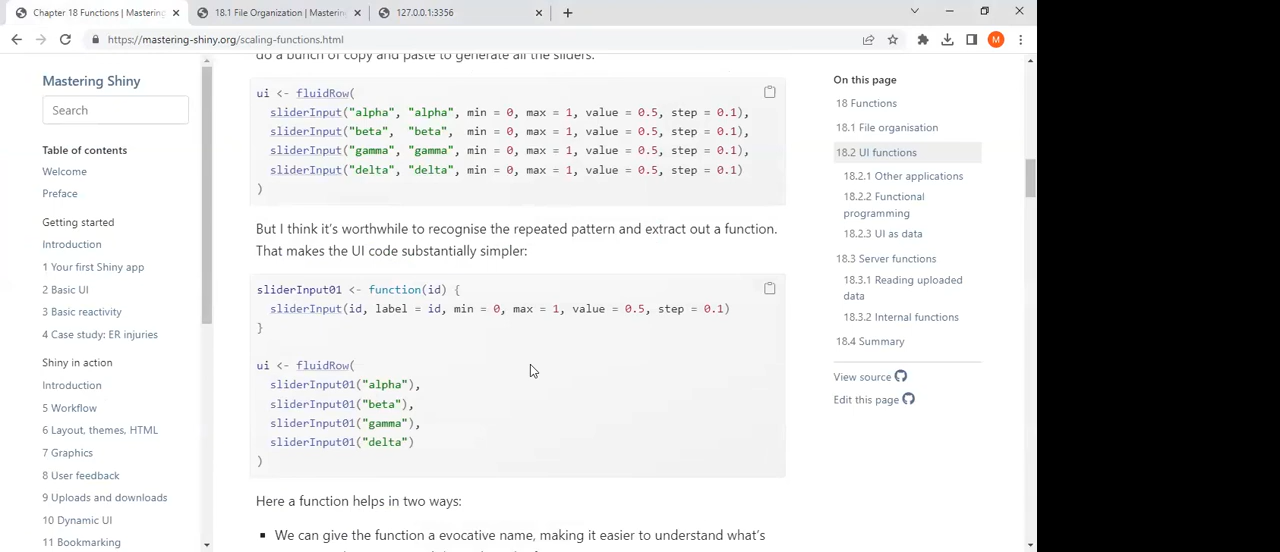 Chapter 18 Functions | Mastering
18.1 File Organization | Mastering
127.0.0.1:3356
https://mastering-shiny.org/scaling-functions.html
M
Mastering Shiny
Search
Table of contents
Welcome
Preface
Getting started
Introduction
1 Your first Shiny app
2 Basic UI
3 Basic reactivity
4 Case study: ER injuries
Shiny in action
Introduction
5 Workflow
6 Layout, themes, HTML
7 Graphics
8 User feedback
9 Uploads and downloads
10 Dynamic UI
11 Bookmarking
do a bunch of copy and paste to generate all the sliders.
ui <- fluidRow(
sliderInput("alpha", "alpha", min = 0, max = 1, value = 0.5, step = 0.1),
sliderInput("beta", "beta", min = 0, max = 1, value = 0.5, step = 0.1),
sliderInput("gamma", "gamma", min = 0, max = 1, value = 0.5, step = 0.1),
sliderInput("delta", "delta", min = 0, max = 1, value = 0.5, step = 0.1)
)
But I think it's worthwhile to recognise the repeated pattern and extract out a function.
That makes the UI code substantially simpler:
sliderInput01 <- function(id) {
sliderInput(id, label = id, min = 0, max = 1, value = 0.5, step = 0.1)
}
ui <- fluidRow(
sliderInput01("alpha"),
sliderInput01("beta"),
sliderInput01("gamma"),
sliderInput01("delta")
)
Here a function helps in two ways:
▪ We can give the function a evocative name, making it easier to understand what's
On this page
18 Functions
18.1 File organisation
18.2 UI functions
18.2.1 Other applications
18.2.2 Functional
programming
18.2.3 UI as data
18.3 Server functions
18.3.1 Reading uploaded
data
18.3.2 Internal functions
18.4 Summary
View source
Edit this page